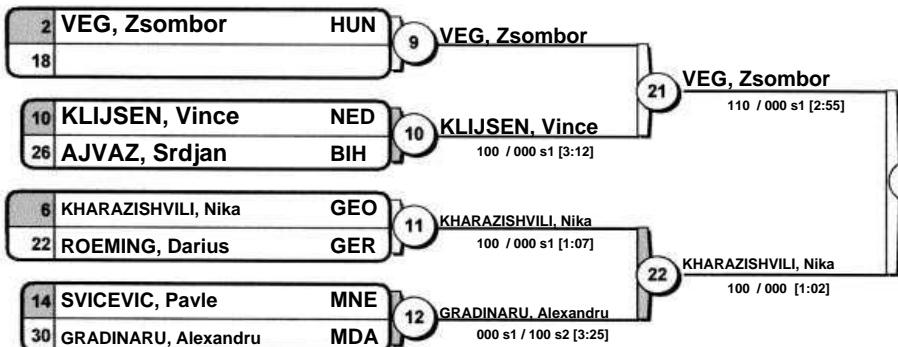 2 VEG, Zsombor HUN
18
9 VEG, Zsombor
10 KLIJSEN, Vince NED
26 AJVAZ, Srdjan BIH
10 KLIJSEN, Vince
100 / 000 s1 [3:12]
21 VEG, Zsombor
110 / 000 s1 [2:55]
6 KHARAZISHVILI, Nika GEO
22 ROEMING, Darius GER
11 KHARAZISHVILI, Nika
100 / 000 s1 [1:07]
14 SVICEVIC, Pavle MNE
30 GRADINARU, Alexandru MDA
12 GRADINARU, Alexandru
000 s1 / 100 s2 [3:25]
22 KHARAZISHVILI, Nika
100 / 000 [1:02]